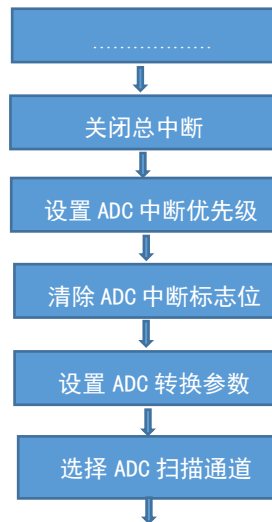 ………………
关闭总中断
设置 ADC 中断优先级
清除 ADC 中断标志位
设置 ADC 转换参数
选择 ADC 扫描通道